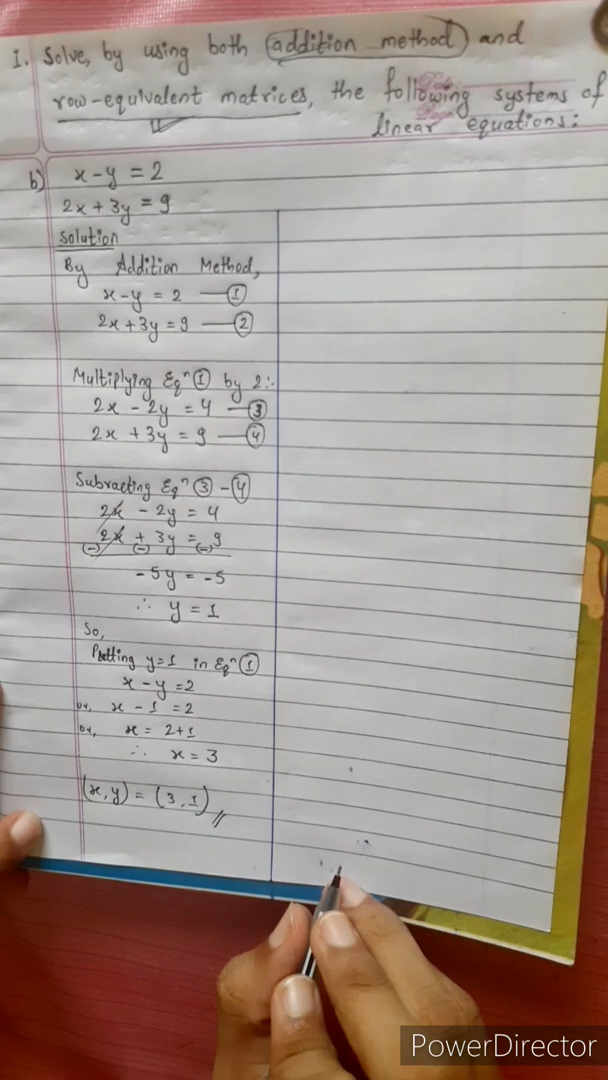 1. Solve, by using both addition method and
row-equivalent matrices, the following systems of
linear equations:
b) x - y = 2
2x + 3y = 9
Solution
By Addition Method,
x - y = 2 — ①
2x + 3y = 9 — ②
Multiplying Eqⁿ ① by 2:-
2x - 2y = 4 — ③
2x + 3y = 9 — ④
Subracting Eqⁿ ③ - ④
2x - 2y = 4
2x + 3y = 9
(-) (-) (-)
-5y = -5
∴ y = 1
So,
Putting y=1 in Eqⁿ ①
x - y = 2
or, x - 1 = 2
or, x = 2+1
∴ x = 3
(x, y) = (3, 1)
PowerDirector